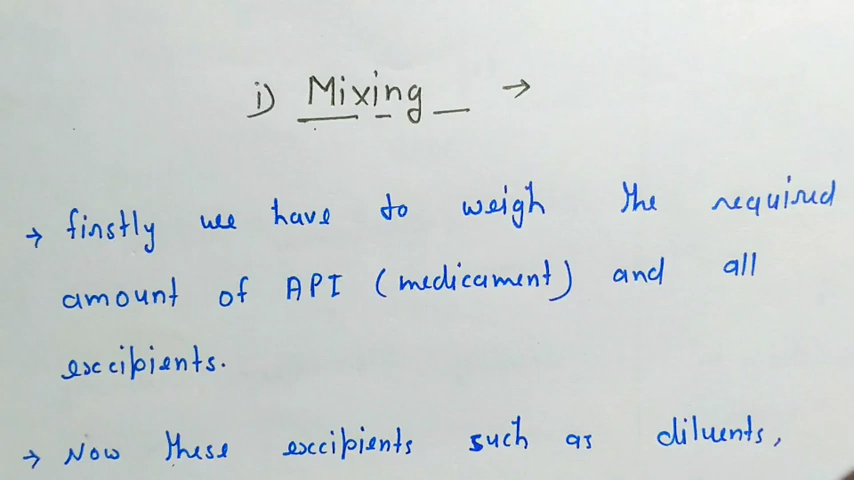 i) Mixing →
→ firstly we have to weigh the required
amount of API (medicament) and all
excipients.
→ Now these excipients such as diluents,